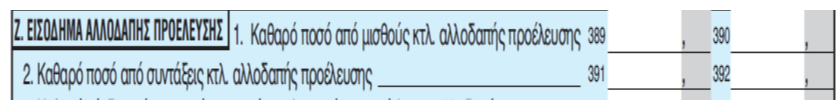 Ζ. ΕΙΣΟΔΗΜΑ ΑΛΛΟΔΑΠΗΣ ΠΡΟΕΛΕΥΣΗΣ 1. Καθαρό ποσό από μισθούς κτλ. αλλοδαπής προέλευσης 389 , 390 ,
2. Καθαρό ποσό από συντάξεις κτλ. αλλοδαπής προέλευσης 391 , 392 ,